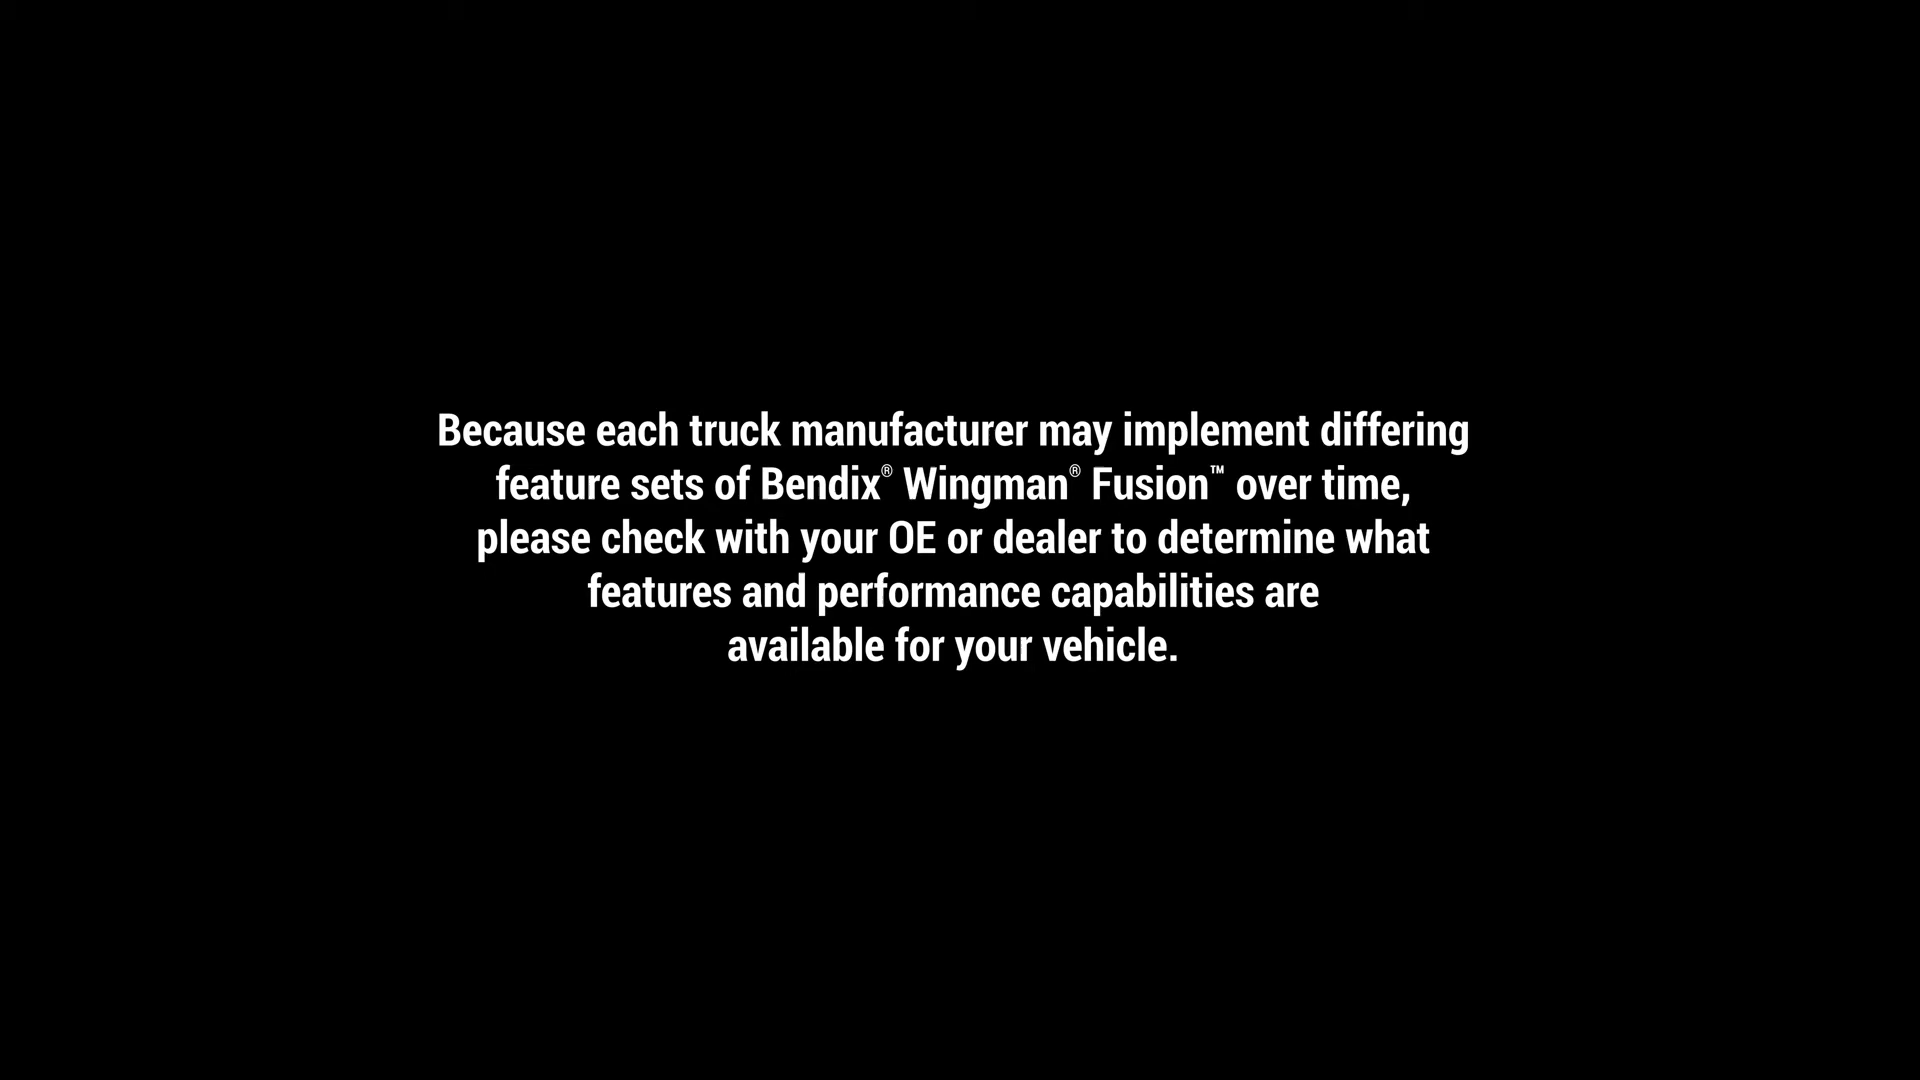 Because each truck manufacturer may implement differing
feature sets of Bendix® Wingman® Fusion™ over time,
please check with your OE or dealer to determine what
features and performance capabilities are
available for your vehicle.